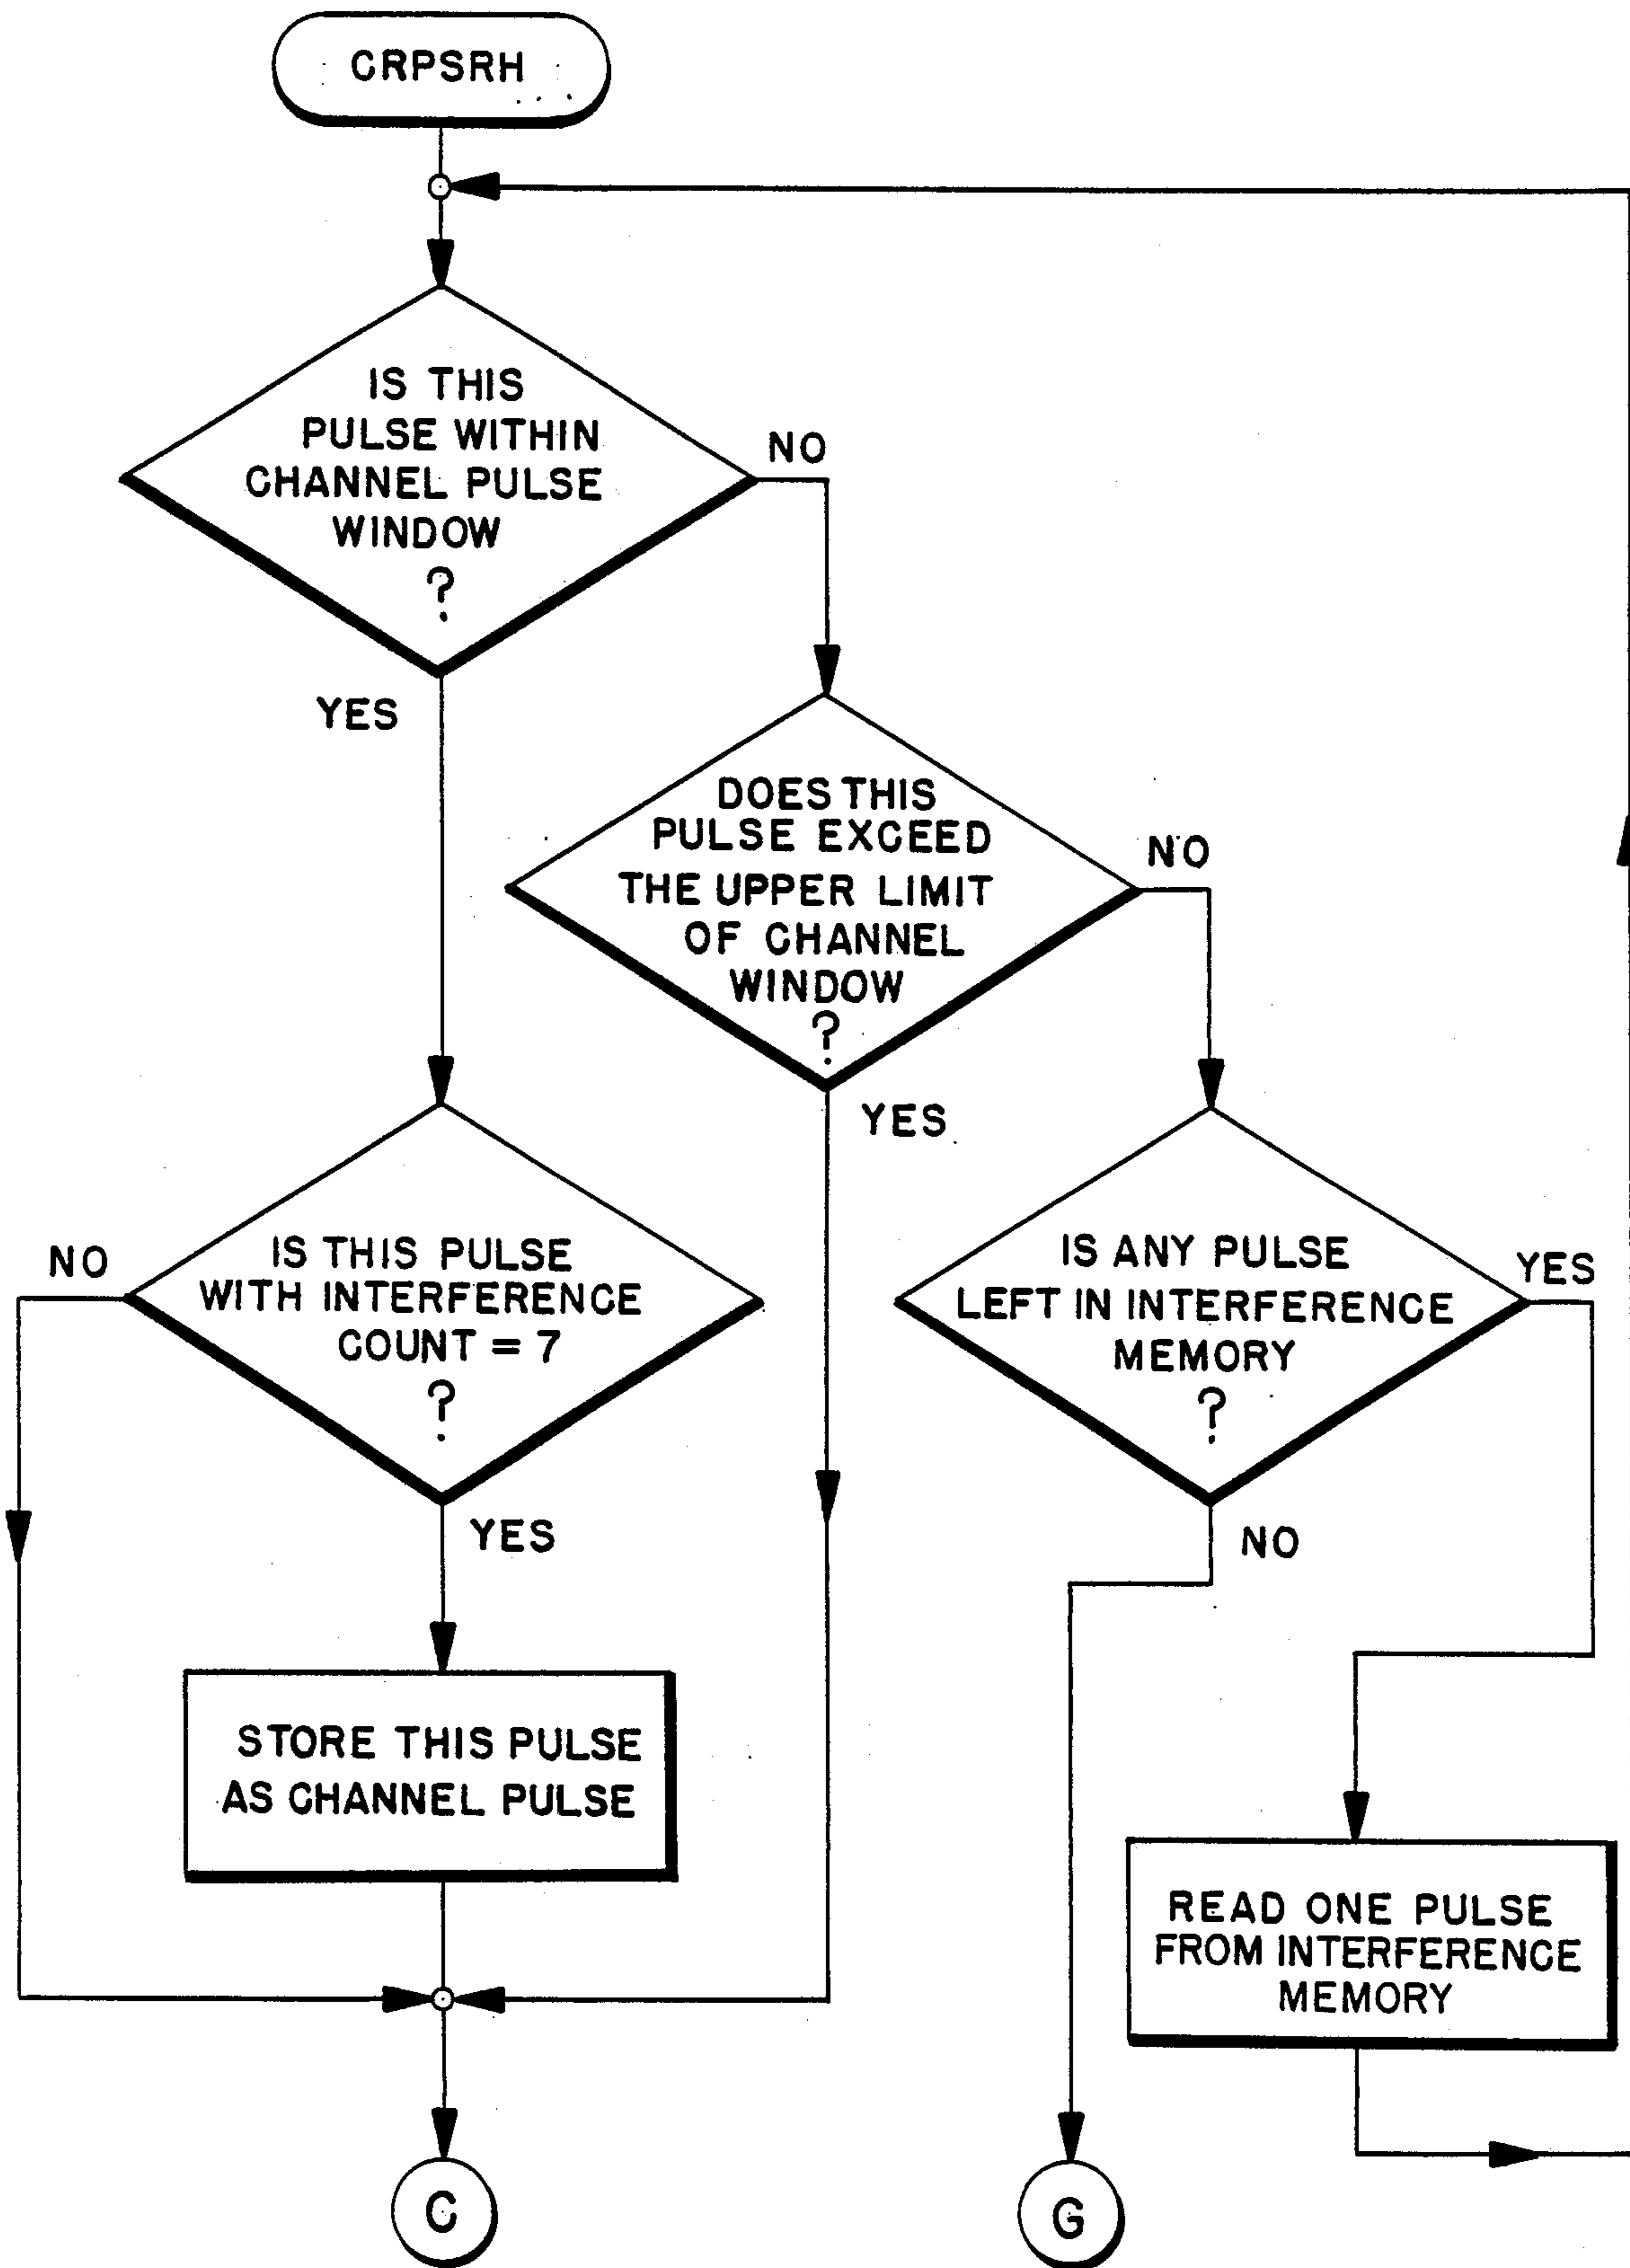 CRPSRH
IS THIS
PULSE WITHIN
CHANNEL PULSE
WINDOW
?
NO
YES
DOES THIS
PULSE EXCEED
THE UPPER LIMIT
OF CHANNEL
WINDOW
?
NO
YES
IS THIS PULSE
WITH INTERFERENCE
COUNT = 7
?
NO
YES
IS ANY PULSE
LEFT IN INTERFERENCE
MEMORY
?
YES
NO
STORE THIS PULSE
AS CHANNEL PULSE
READ ONE PULSE
FROM INTERFERENCE
MEMORY
C
G